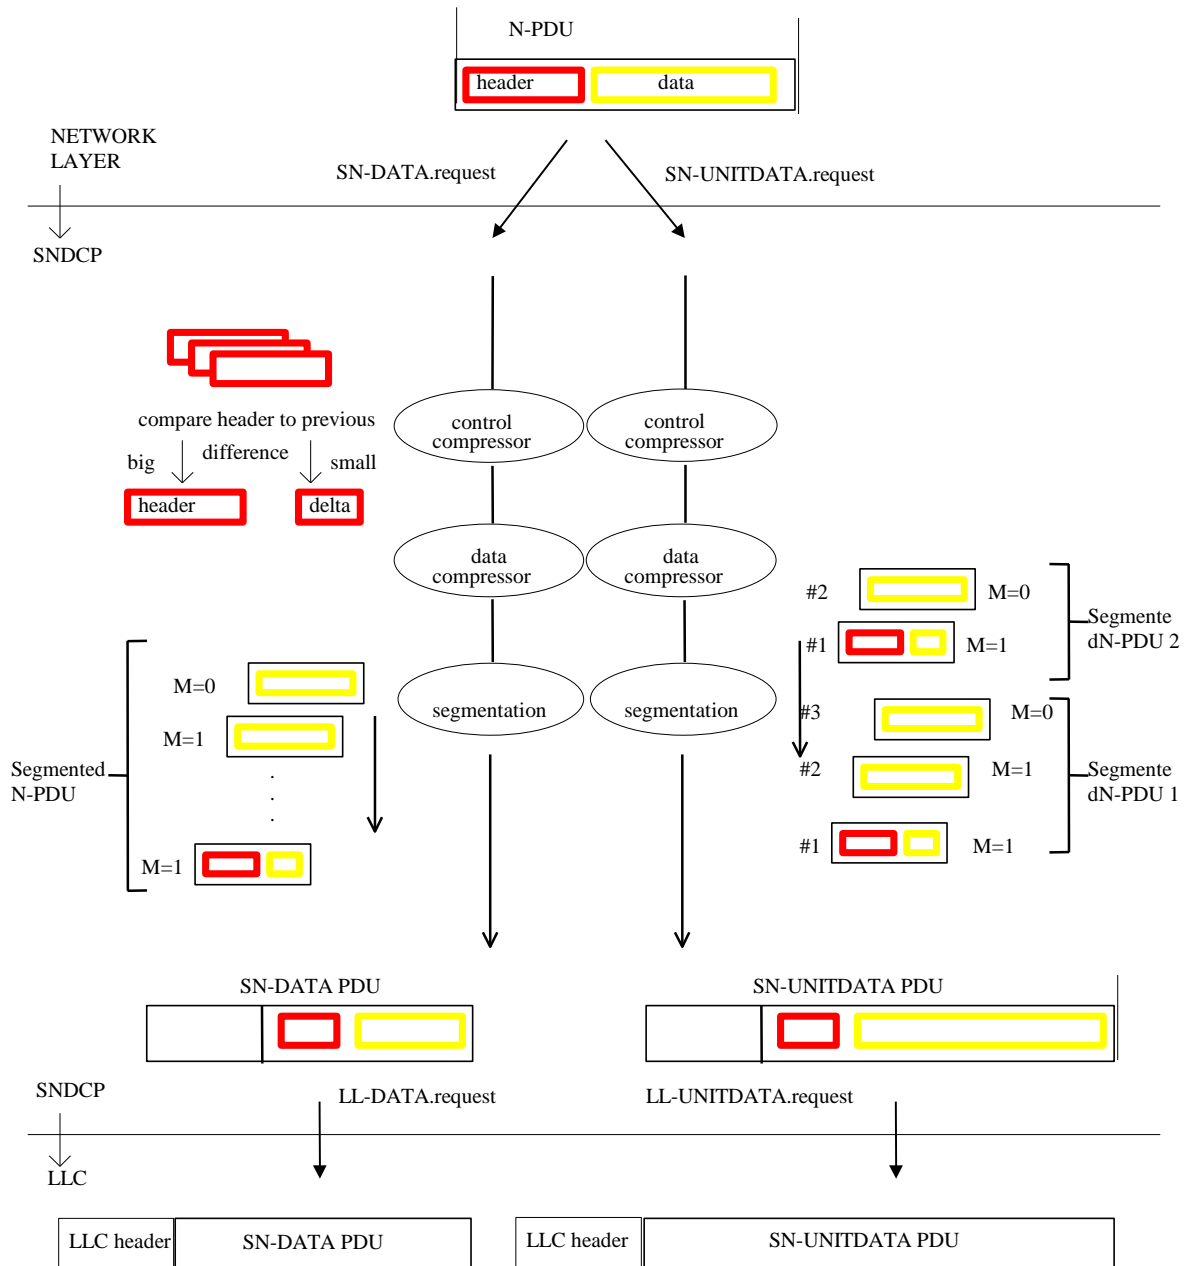 N-PDU
header
data
NETWORK
LAYER
SN-DATA.request
SN-UNITDATA.request
SNDCP
compare header to previous
difference
big
small
header
delta
control
compressor
control
compressor
data
compressor
data
compressor
segmentation
segmentation
#2
M=0
#1
M=1
Segmente
dN-PDU 2
#3
M=0
#2
M=1
#1
M=1
Segmente
dN-PDU 1
M=0
M=1
.
.
.
M=1
Segmented
N-PDU
SN-DATA PDU
SN-UNITDATA PDU
SNDCP
LL-DATA.request
LL-UNITDATA.request
LLC
LLC header
SN-DATA PDU
LLC header
SN-UNITDATA PDU